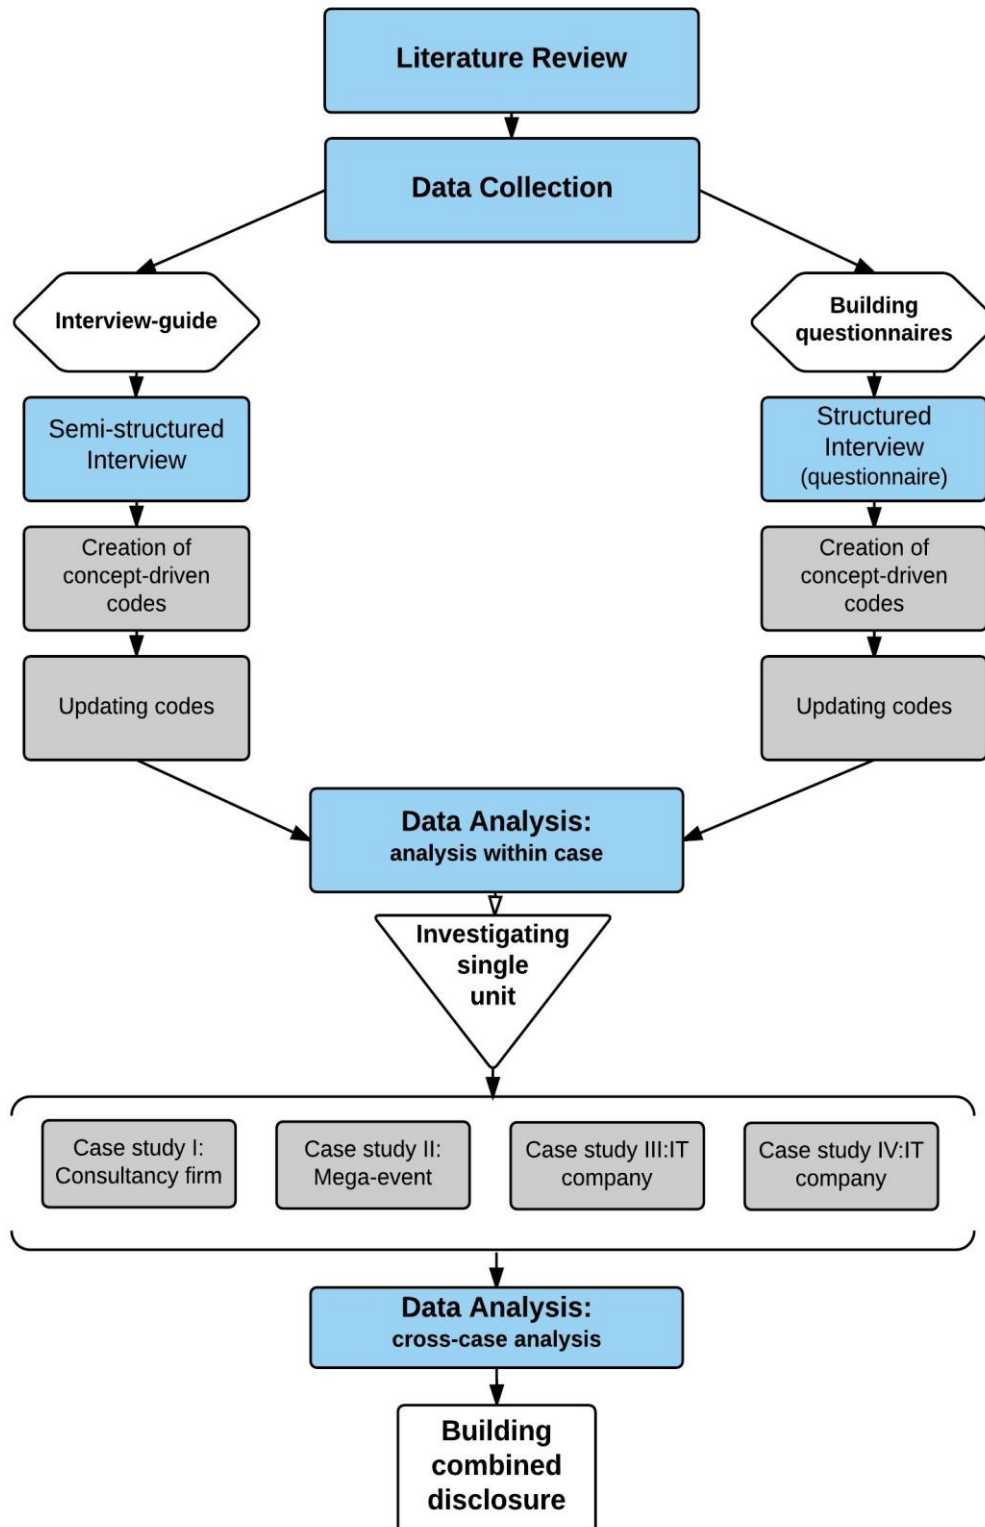 Literature Review
Data Collection
Interview-guide
Building
questionnaires
Semi-structured
Interview
Structured
Interview
(questionnaire)
Creation of
concept-driven
codes
Creation of
concept-driven
codes
Updating codes
Updating codes
Data Analysis:
analysis within case
Investigating
single
unit
Case study I:
Consultancy firm
Case study II:
Mega-event
Case study III:IT
company
Case study IV:IT
company
Data Analysis:
cross-case analysis
Building
combined
disclosure